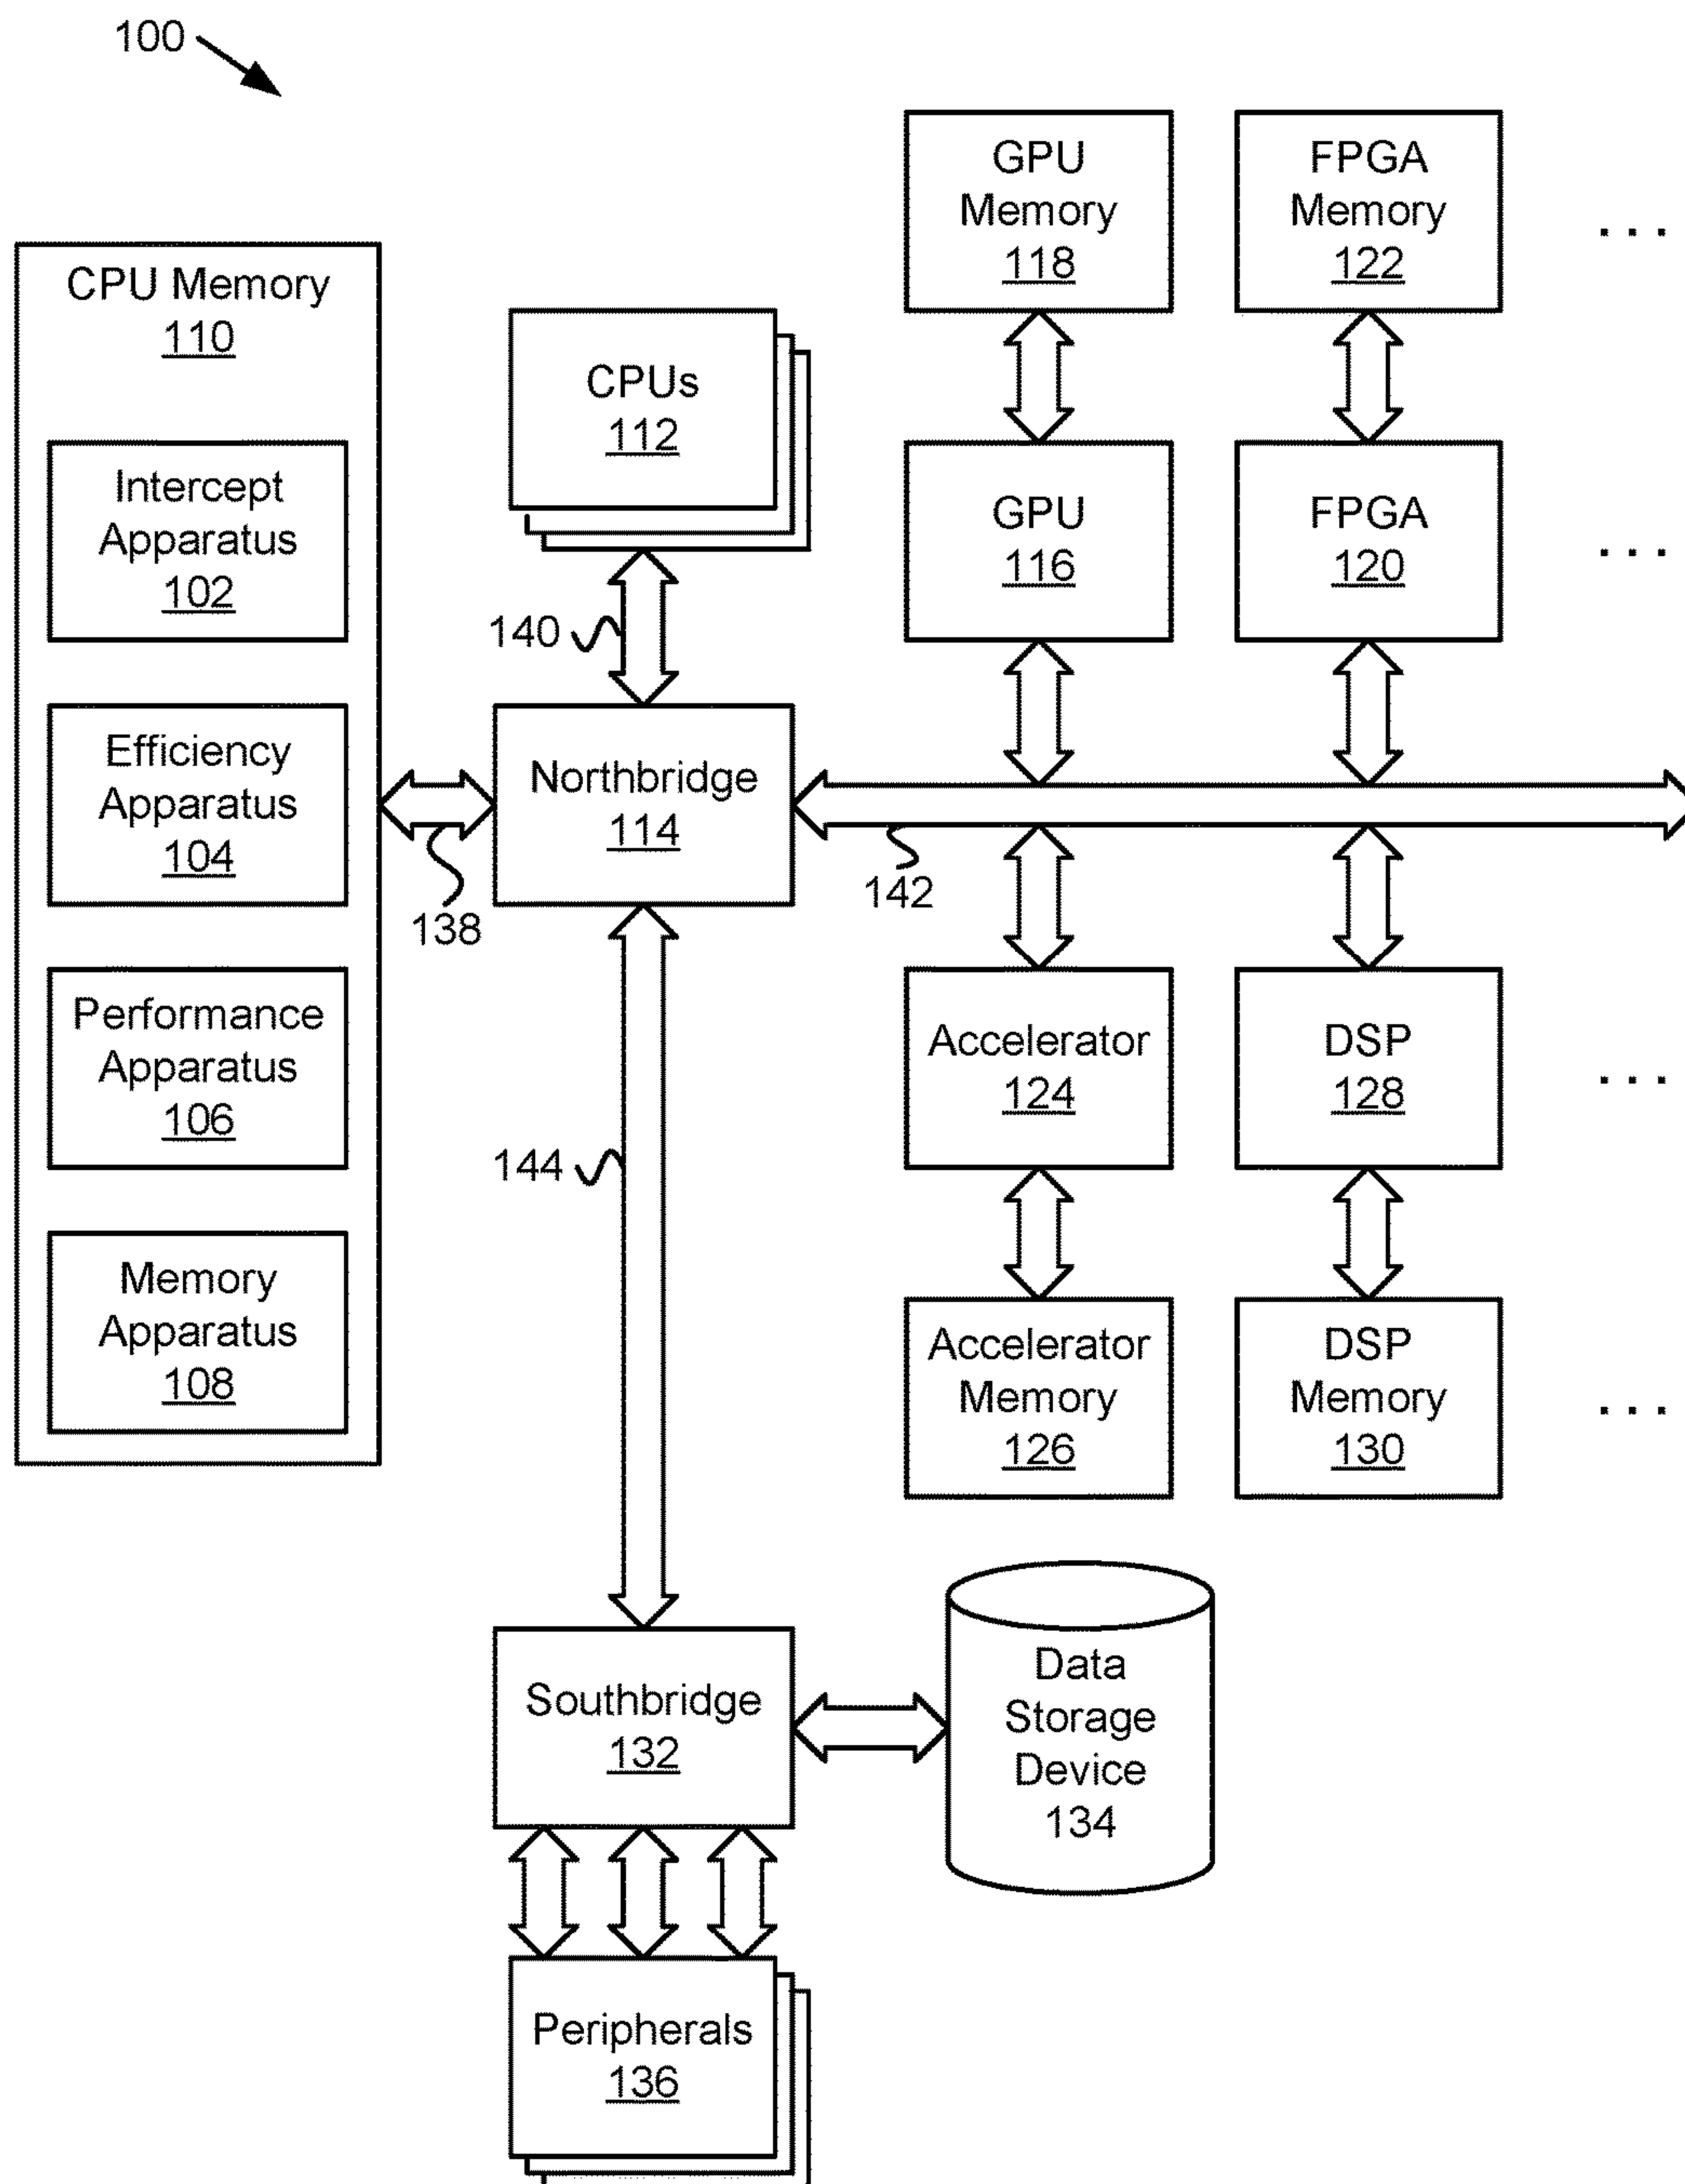 100
CPU Memory
110
Intercept
Apparatus
102
Efficiency
Apparatus
104
Performance
Apparatus
106
Memory
Apparatus
108
138
CPUs
112
140
Northbridge
114
142
144
GPU
Memory
118
FPGA
Memory
122
. . .
GPU
116
FPGA
120
. . .
Accelerator
124
DSP
128
. . .
Accelerator
Memory
126
DSP
Memory
130
. . .
Southbridge
132
Data
Storage
Device
134
Peripherals
136